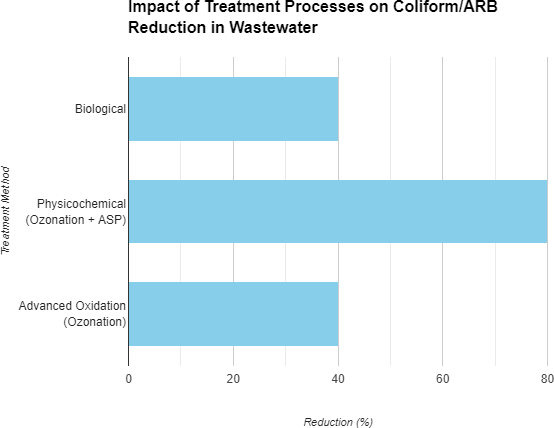 Impact of Treatment Processes on Coliform/ARB
Reduction in Wastewater
Treatment Method
Biological
Physicochemical
(Ozonation + ASP)
Advanced Oxidation
(Ozonation)
0 20 40 60 80
Reduction (%)